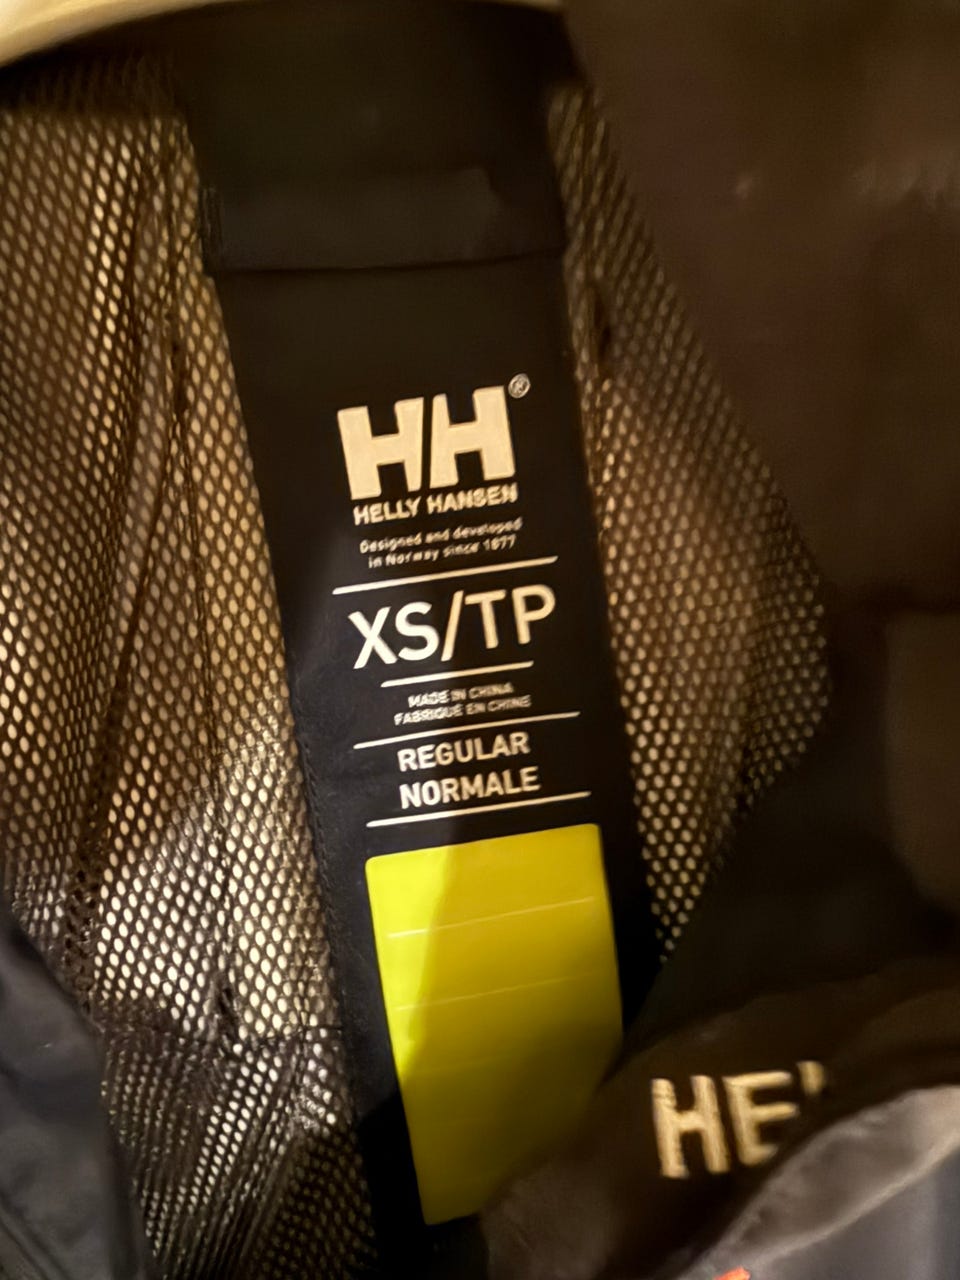 HH®
HELLY HANSEN
Designed and developed
in Norway since 1877
XS/TP
MADE IN CHINA
FABRIQUÉ EN CHINE
REGULAR
NORMALE
HE